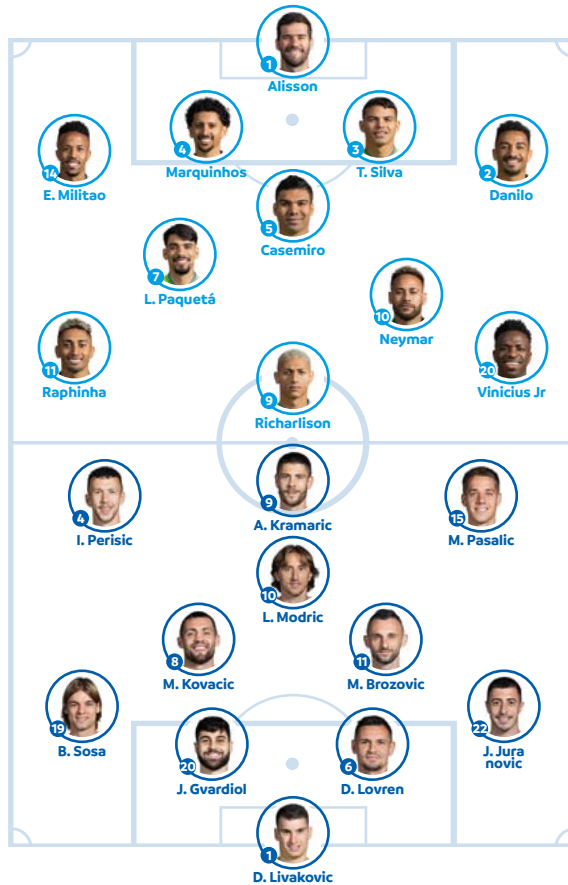 1
Alisson
4
Marquinhos
3
T. Silva
14
E. Militao
2
Danilo
5
Casemiro
7
L. Paquetá
10
Neymar
11
Raphinha
20
Vinicius Jr
9
Richarlison
9
A. Kramaric
4
I. Perisic
15
M. Pasalic
10
L. Modric
8
M. Kovacic
11
M. Brozovic
19
B. Sosa
22
J. Jura
novic
20
J. Gvardiol
6
D. Lovren
1
D. Livakovic